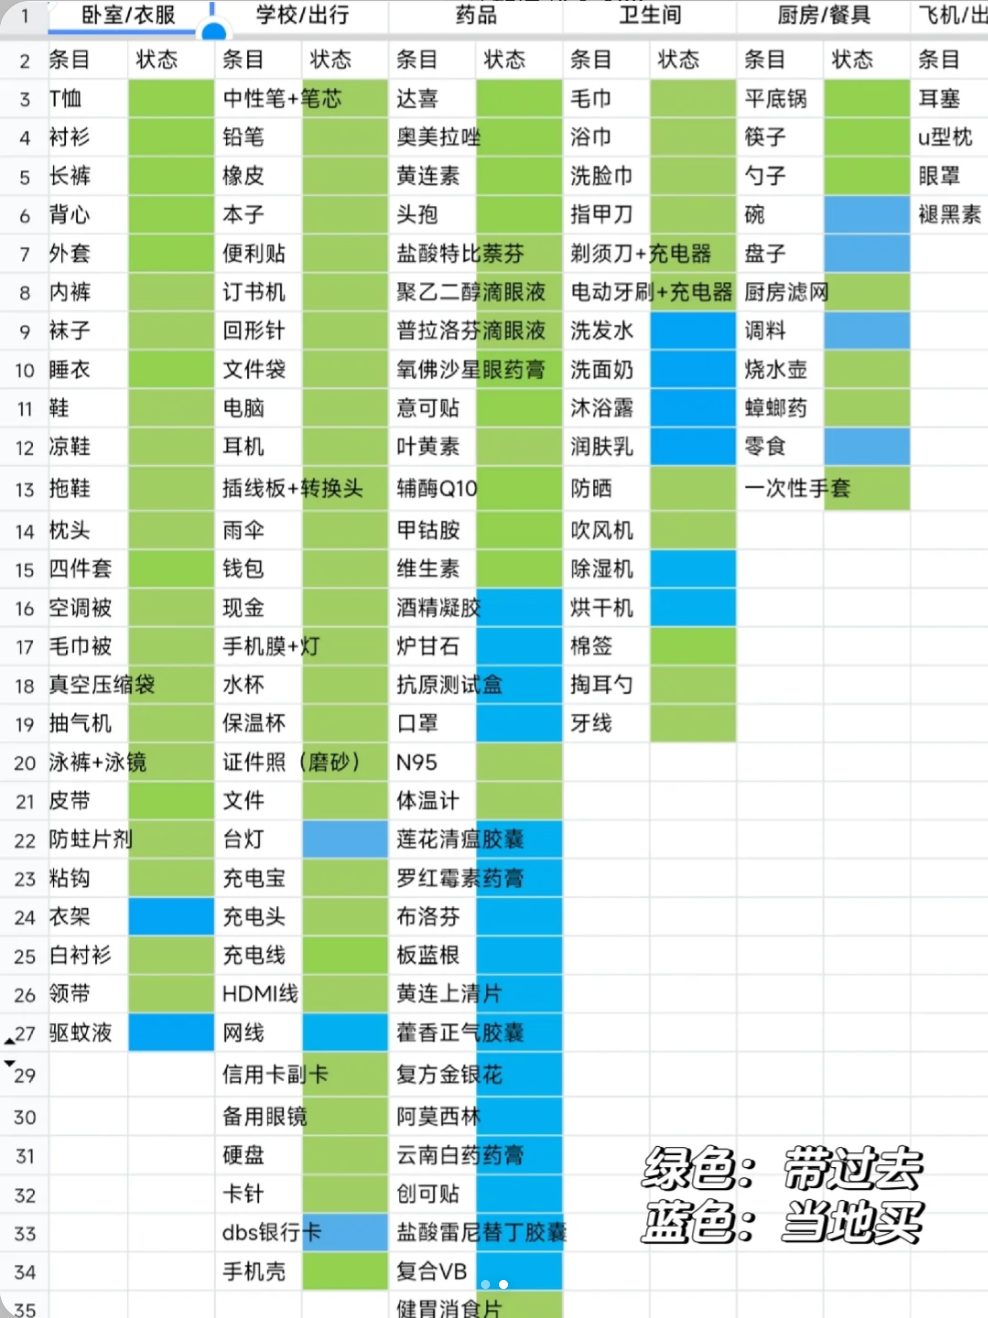 1 卧室/衣服 学校/出行 药品 卫生间 厨房/餐具 飞机/出
2 条目 状态 条目 状态 条目 状态 条目 状态 条目 状态 条目
3 T恤 中性笔+笔芯 达喜 毛巾 平底锅 耳塞
4 衬衫 铅笔 奥美拉唑 浴巾 筷子 u型枕
5 长裤 橡皮 黄连素 洗脸巾 勺子 眼罩
6 背心 本子 头孢 指甲刀 碗 褪黑素
7 外套 便利贴 盐酸特比萘芬 剃须刀+充电器 盘子
8 内裤 订书机 聚乙二醇滴眼液 电动牙刷+充电器 厨房滤网
9 袜子 回形针 普拉洛芬滴眼液 洗发水 调料
10 睡衣 文件袋 氧佛沙星眼药膏 洗面奶 烧水壶
11 鞋 电脑 意可贴 沐浴露 蟑螂药
12 凉鞋 耳机 叶黄素 润肤乳 零食
13 拖鞋 插线板+转换头 辅酶Q10 防晒 一次性手套
14 枕头 雨伞 甲钴胺 吹风机
15 四件套 钱包 维生素 除湿机
16 空调被 现金 酒精凝胶 烘干机
17 毛巾被 手机膜+灯 炉甘石 棉签
18 真空压缩袋 水杯 抗原测试盒 掏耳勺
19 抽气机 保温杯 口罩 牙线
20 泳裤+泳镜 证件照（磨砂） N95
21 皮带 文件 体温计
22 防蛀片剂 台灯 莲花清瘟胶囊
23 粘钩 充电宝 罗红霉素药膏
24 衣架 充电头 布洛芬
25 白衬衫 充电线 板蓝根
26 领带 HDMI线 黄连上清片
27 驱蚊液 网线 藿香正气胶囊
29 信用卡副卡 复方金银花
30 备用眼镜 阿莫西林
31 硬盘 云南白药药膏
32 卡针 创可贴
33 dbs银行卡 盐酸雷尼替丁胶囊
34 手机壳 复合VB
35 健胃消食片
绿色：带过去
蓝色：当地买